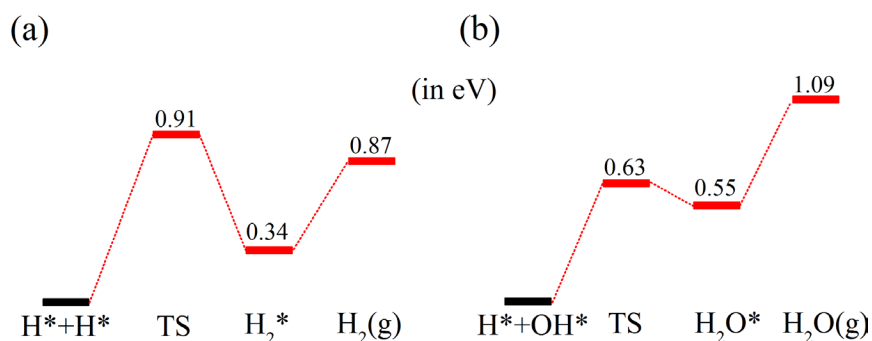 (a)
(b)
(in eV)
0.91
0.34
0.87
H*+H*
TS
H₂*
H₂(g)
0.63
0.55
1.09
H*+OH*
TS
H₂O*
H₂O(g)